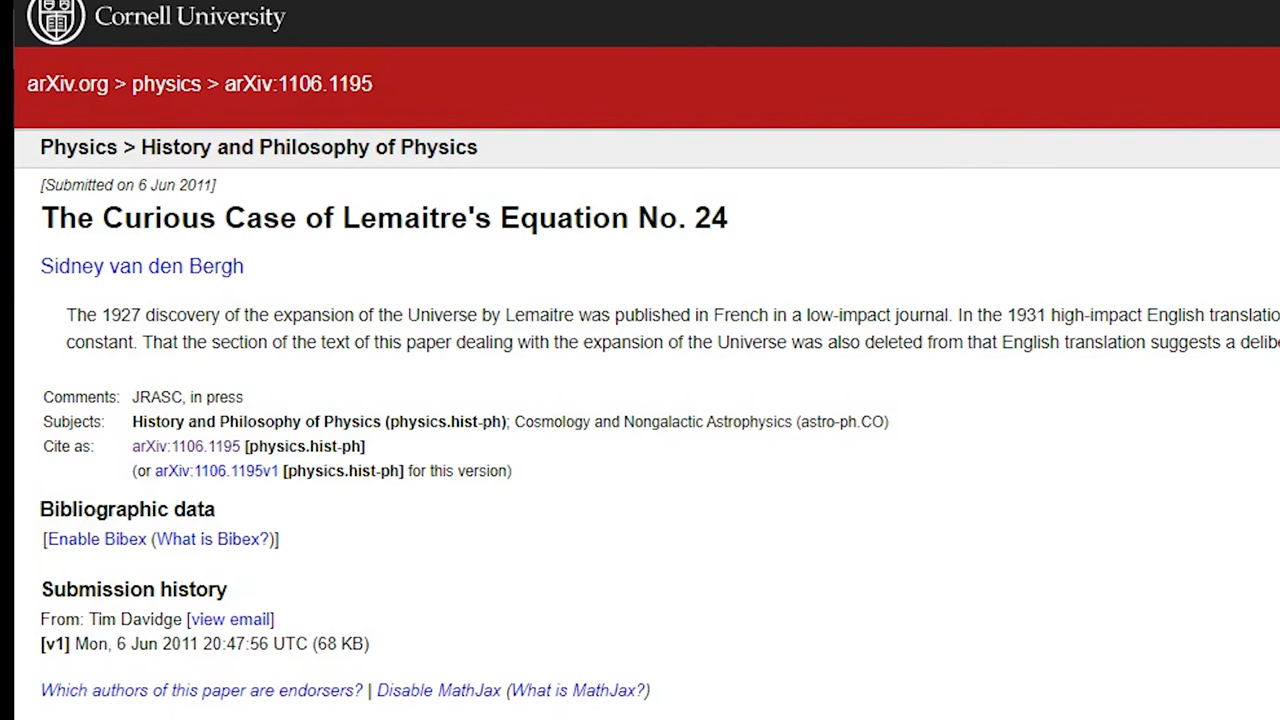 Cornell University
arXiv.org > physics > arXiv:1106.1195
Physics > History and Philosophy of Physics
[Submitted on 6 Jun 2011]
The Curious Case of Lemaitre's Equation No. 24
Sidney van den Bergh
The 1927 discovery of the expansion of the Universe by Lemaitre was published in French in a low-impact journal. In the 1931 high-impact English translatio
constant. That the section of the text of this paper dealing with the expansion of the Universe was also deleted from that English translation suggests a delib
Comments: JRASC, in press
Subjects: History and Philosophy of Physics (physics.hist-ph); Cosmology and Nongalactic Astrophysics (astro-ph.CO)
Cite as: arXiv:1106.1195 [physics.hist-ph]
(or arXiv:1106.1195v1 [physics.hist-ph] for this version)
Bibliographic data
[Enable Bibex (What is Bibex?)]
Submission history
From: Tim Davidge [view email]
[v1] Mon, 6 Jun 2011 20:47:56 UTC (68 KB)
Which authors of this paper are endorsers? | Disable MathJax (What is MathJax?)